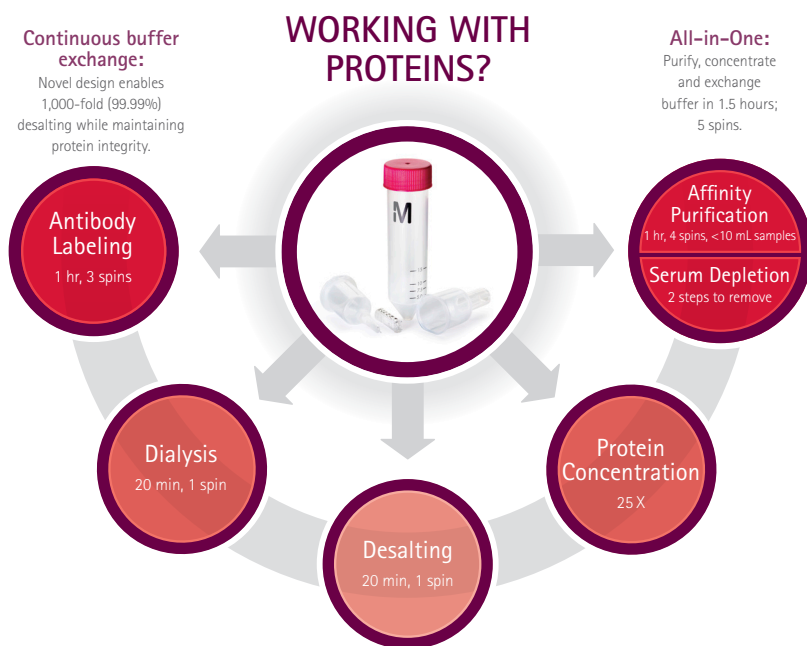 WORKING WITH
PROTEINS?
Continuous buffer
exchange:
Novel design enables
1,000-fold (99.99%)
desalting while maintaining
protein integrity.
All-in-One:
Purify, concentrate
and exchange
buffer in 1.5 hours;
5 spins.
M
Antibody
Labeling
1 hr, 3 spins
Affinity
Purification
1 hr, 4 spins, <10 mL samples
Serum Depletion
2 steps to remove
Dialysis
20 min, 1 spin
Protein
Concentration
25 X
Desalting
20 min, 1 spin